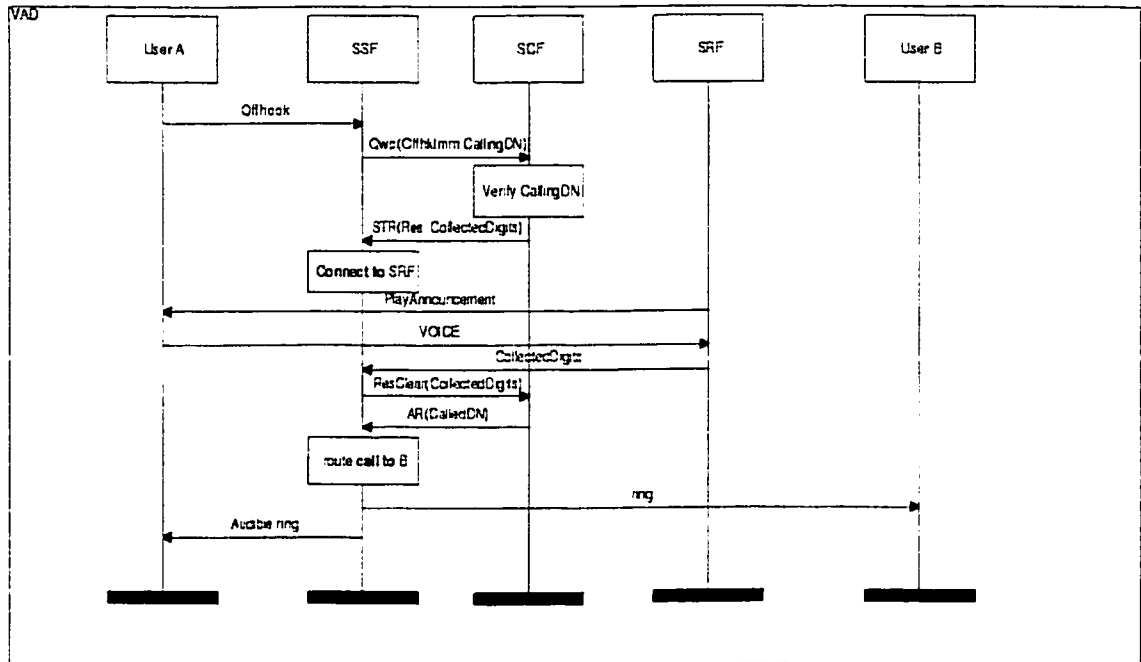 VAD
User A
SSF
SCF
SRF
User B
Offhook
CallingDN)
Verify CallingDN
STR(Res CollectedDigits)
Connect to SRF
PlayAnnouncement
VOICE
CollectedDigits
ResClear(CollectedDigits)
AR(CalledDN)
route call to B
ring
Audible ring